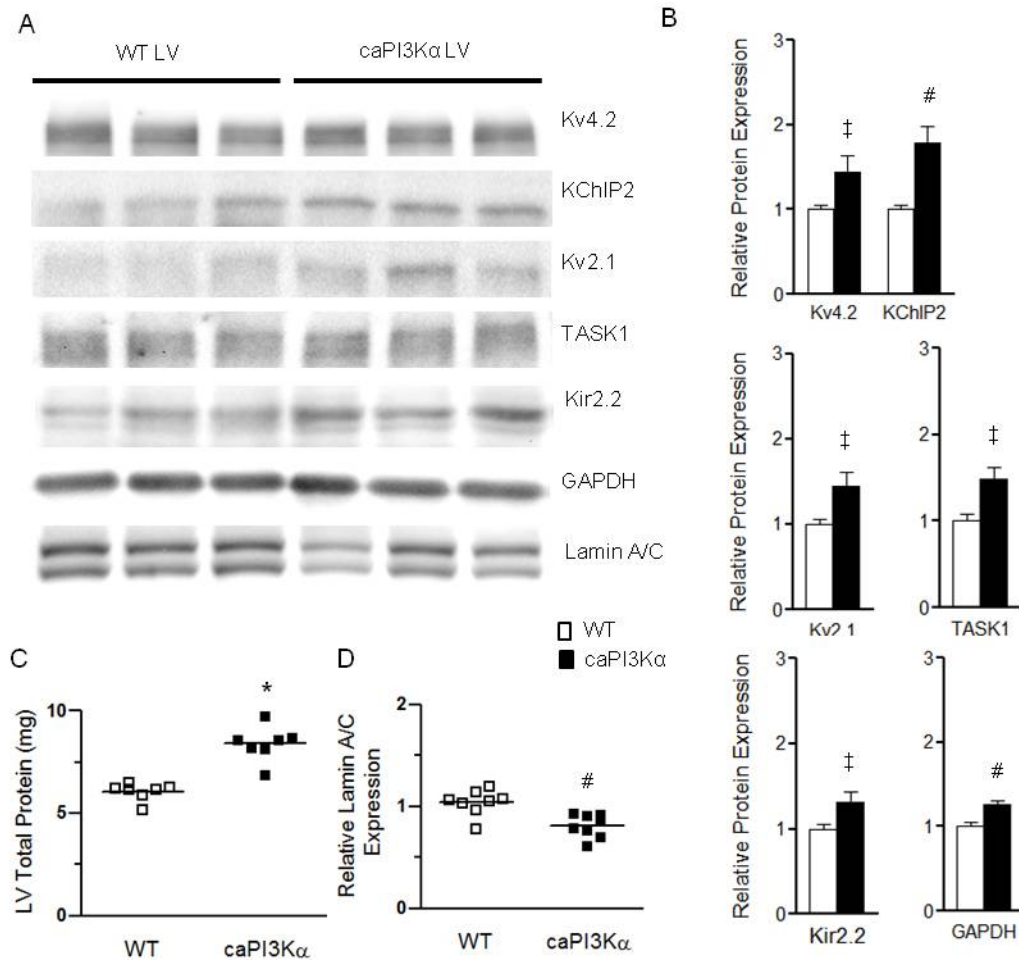 A
WT LV
caPI3Kα LV
Kv4.2
KChIP2
Kv2.1
TASK1
Kir2.2
GAPDH
Lamin A/C
B
Relative Protein Expression
3
2
1
0
‡
#
Kv4.2
KChIP2
Relative Protein Expression
3
2
1
0
‡
Kv2.1
3
2
1
0
‡
TASK1
Relative Protein Expression
3
2
1
0
‡
Kir2.2
3
2
1
0
#
GAPDH
WT
caPI3Kα
C
LV Total Protein (mg)
10
5
0
*
WT
caPI3Kα
D
Relative Lamin A/C
Expression
2
1
0
#
WT
caPI3Kα